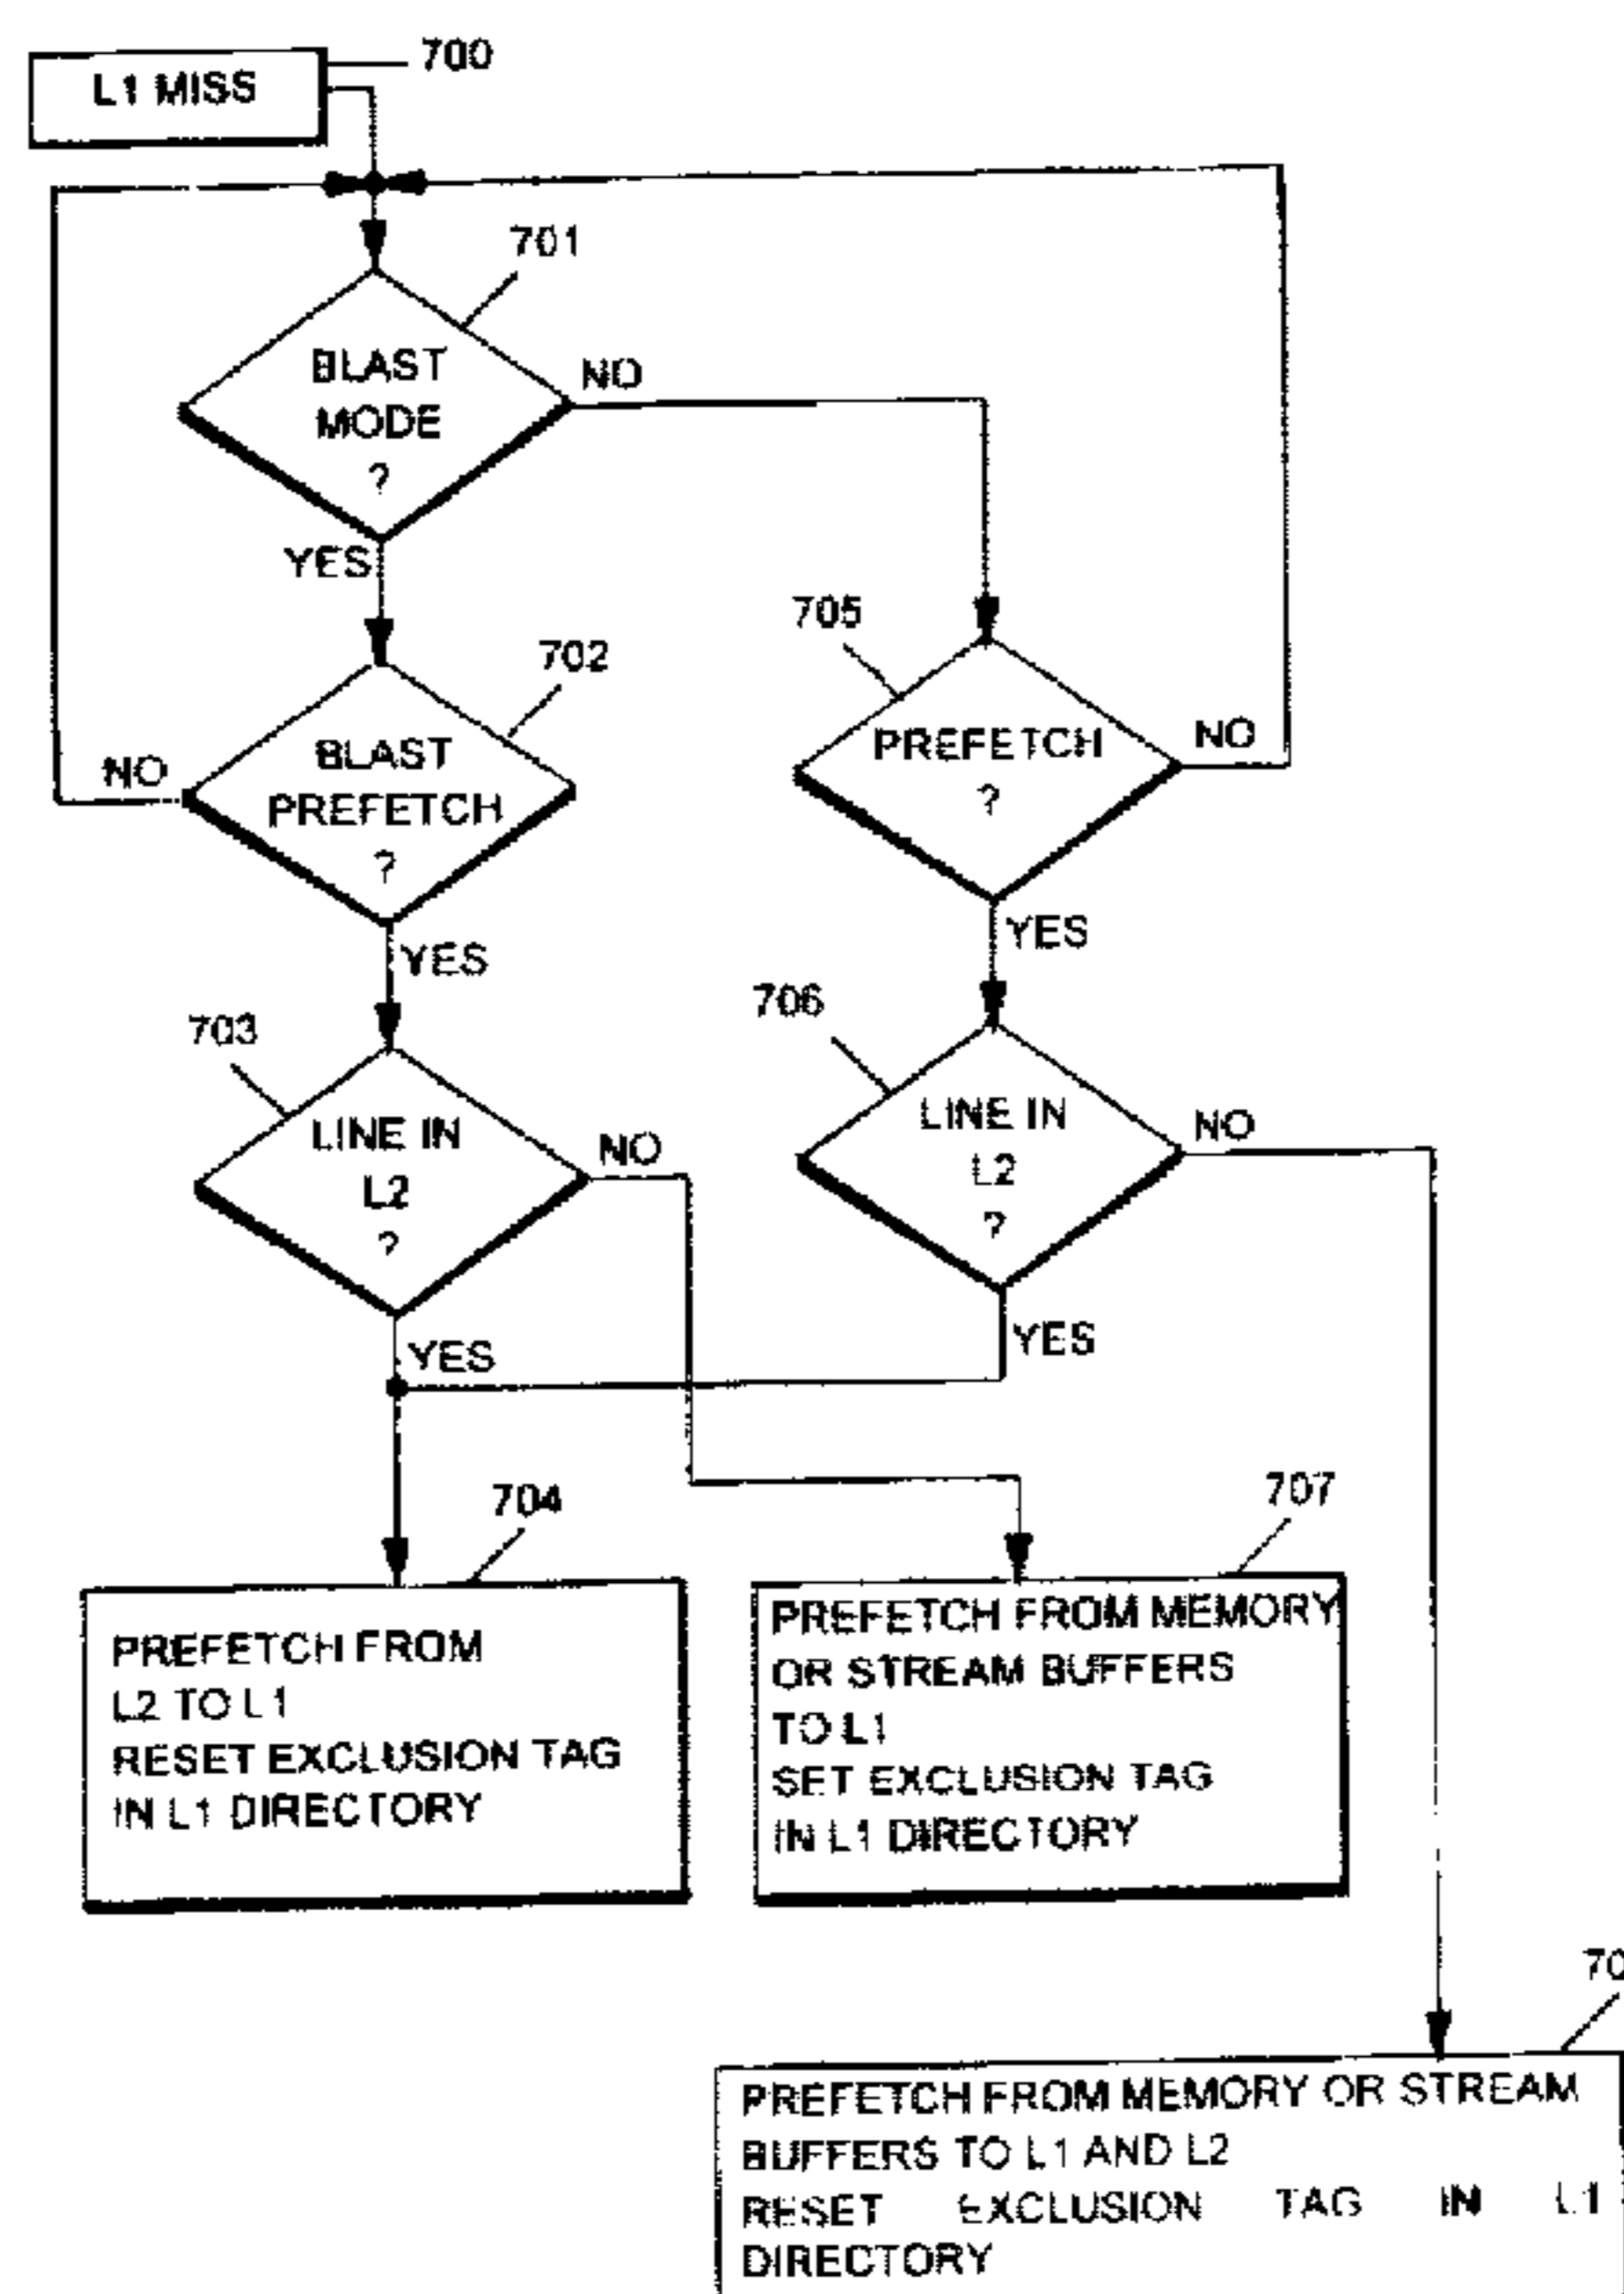 L1 MISS
700
701
BLAST
MODE
?
NO
YES
702
BLAST
PREFETCH
?
NO
YES
705
PREFETCH
?
NO
YES
703
LINE IN
L2
?
NO
YES
706
LINE IN
L2
?
NO
YES
704
PREFETCH FROM
L2 TO L1
RESET EXCLUSION TAG
IN L1 DIRECTORY
707
PREFETCH FROM MEMORY
OR STREAM BUFFERS
TO L1
SET EXCLUSION TAG
IN L1 DIRECTORY
PREFETCH FROM MEMORY OR STREAM
BUFFERS TO L1 AND L2
RESET EXCLUSION TAG IN L1
DIRECTORY